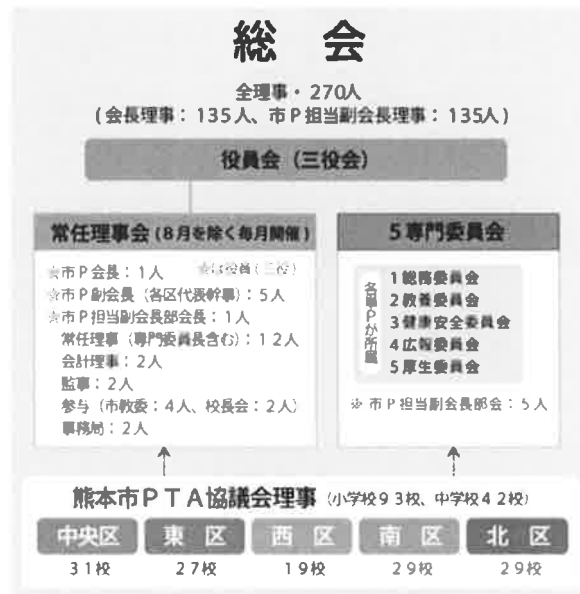 総 会
全理事・270人
(会長理事：135人、市P担当副会長理事：135人)
役員会（三役会）
常任理事会(8月を除く毎月開催)
☆市P会長：1人 ☆は役員(三役)
☆市P副会長（各区代表幹事）：5人
☆市P担当副会長部会長：1人
常任理事（専門委員長含む）：12人
会計理事：2人
監事：2人
参与（市教委：4人、校長会：2人）
事務局：2人
5専門委員会
各単Pが所属
1総務委員会
2教養委員会
3健康安全委員会
4広報委員会
5厚生委員会
※市P担当副会長部会：5人
熊本市PTA協議会理事（小学校93校、中学校42校）
中央区 東 区 西 区 南 区 北 区
31校 27校 19校 29校 29校